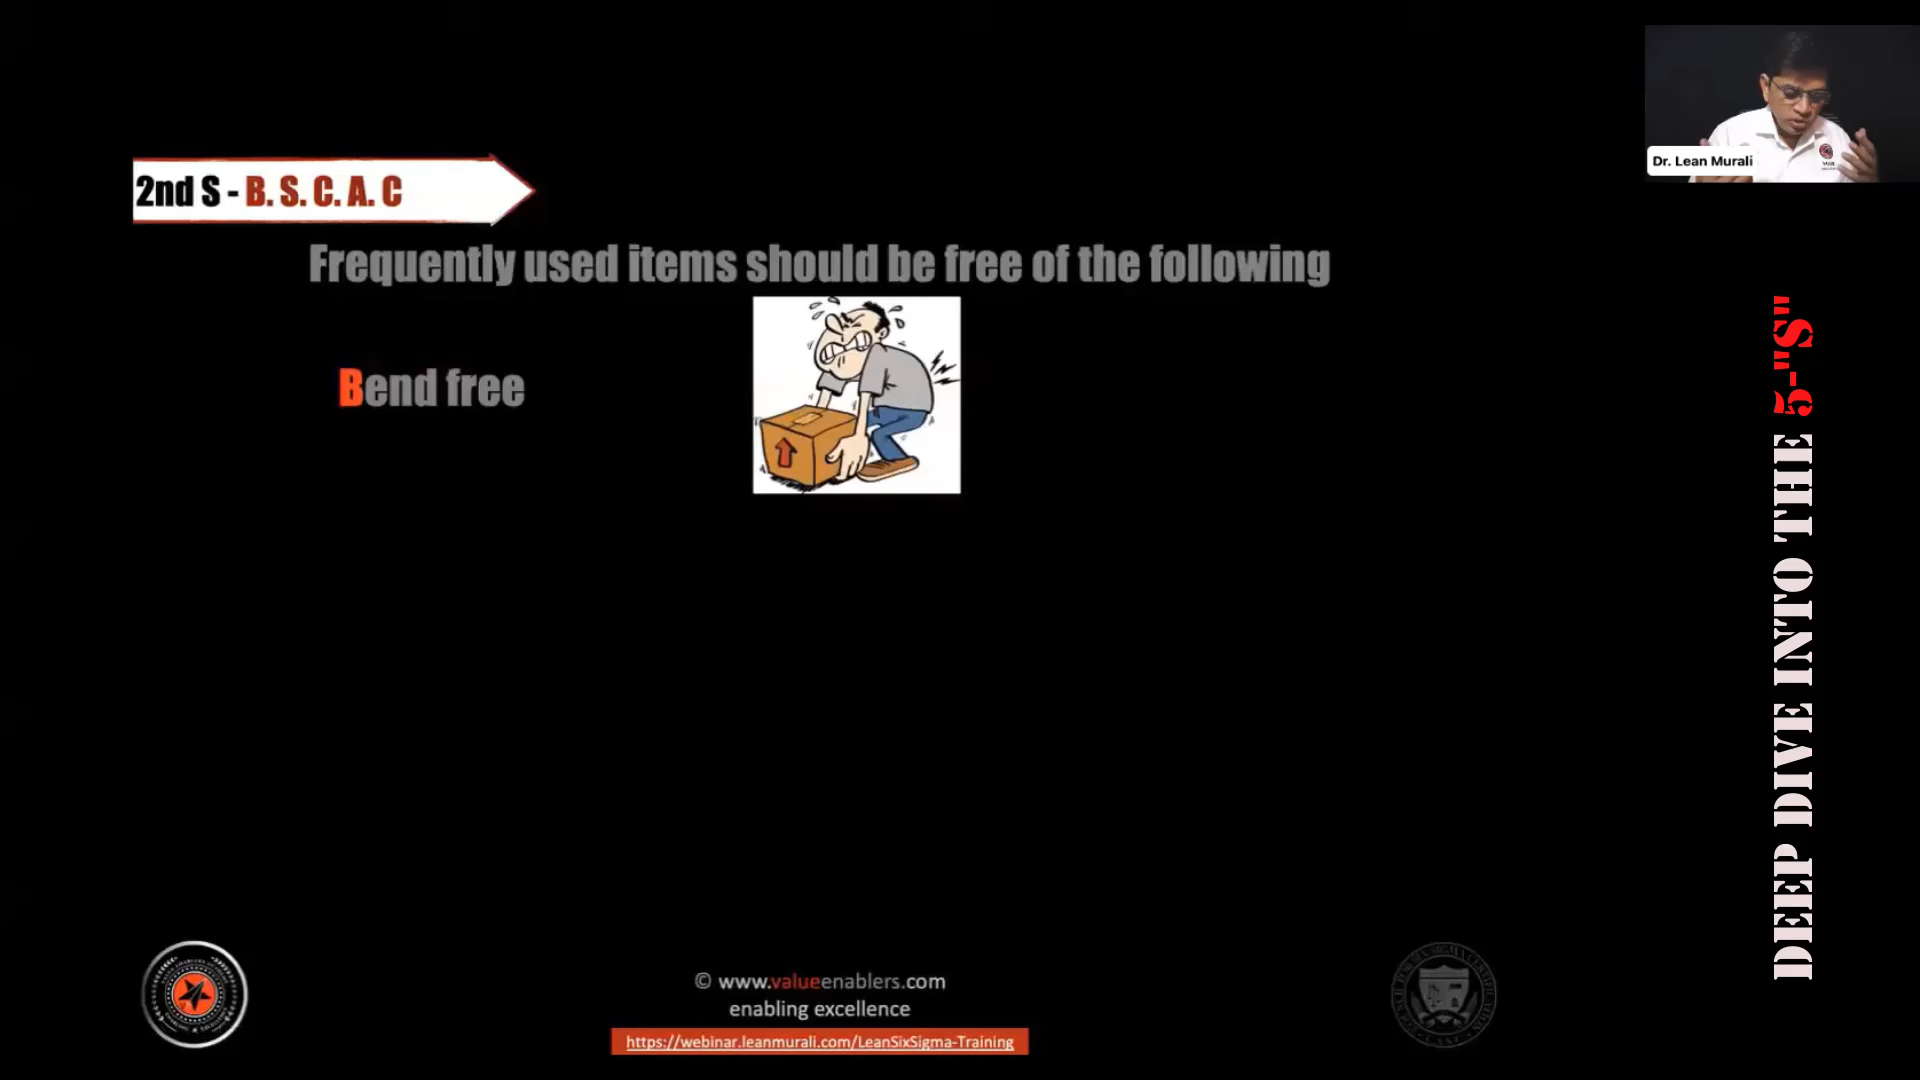 Dr. Lean Murali
2nd S - B. S. C. A. C
Frequently used items should be free of the following
Bend free
DEEP DIVE INTO THE 5-"S"
© www.valueenablers.com
enabling excellence
https://webinar.leanmurali.com/LeanSixSigma-Training